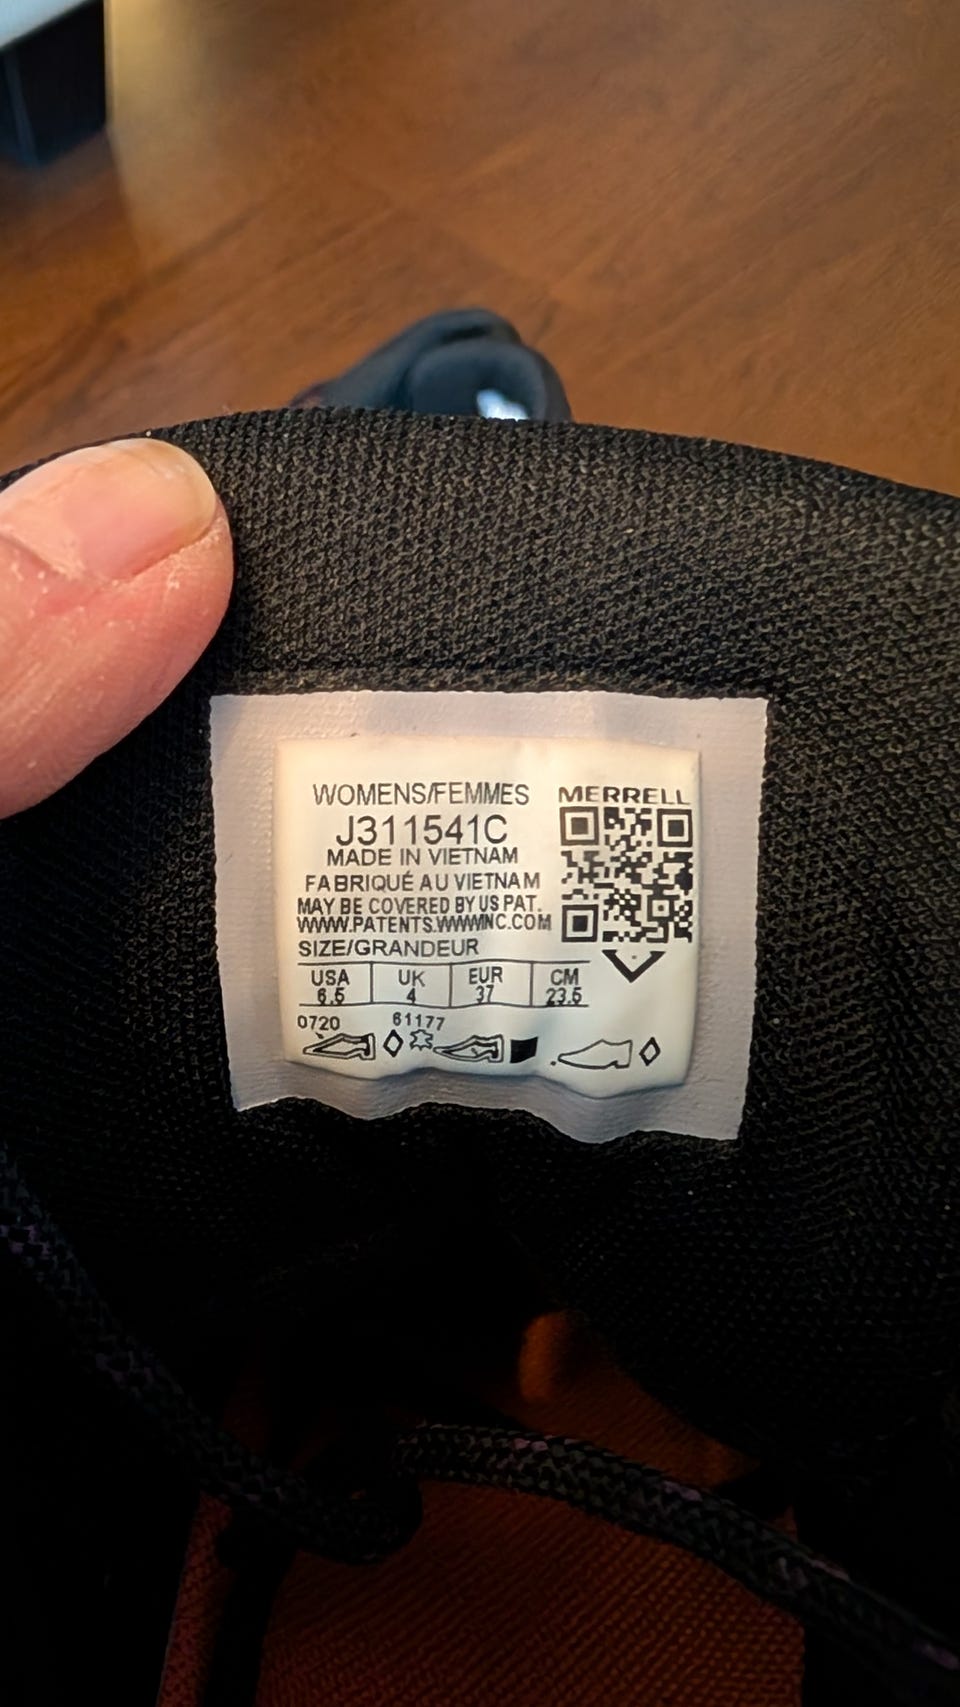 WOMENS/FEMMES
MERRELL
J311541C
MADE IN VIETNAM
FABRIQUÉ AU VIETNAM
MAY BE COVERED BY US PAT.
WWW.PATENTS.WWWINC.COM
SIZE/GRANDEUR
USA UK EUR CM
6.5 4 37 23.5
0720 61177